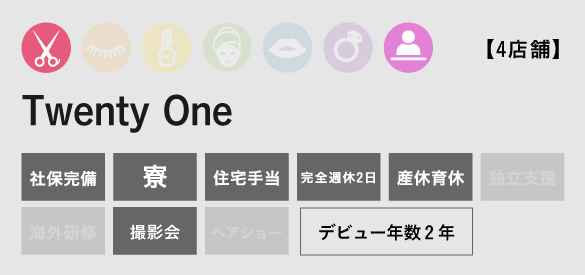 【4店舗】
Twenty One
社保完備 寮 住宅手当 完全週休2日 産休育休 独立支援
海外研修 撮影会 ヘアショー デビュー年数２年